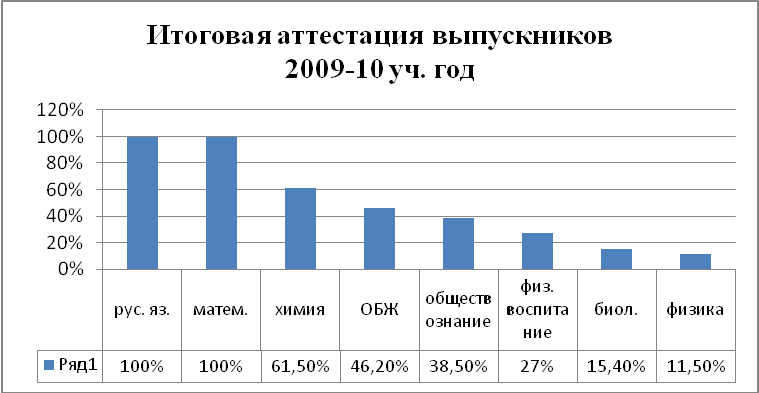 Итоговая аттестация выпускников
2009-10 уч. год
120%
100%
80%
60%
40%
20%
0%
рус. яз.
матем.
химия
ОБЖ
обществ
ознание
физ.
воспита
ние
биол.
физика
Ряд1
100%
100%
61,50%
46,20%
38,50%
27%
15,40%
11,50%